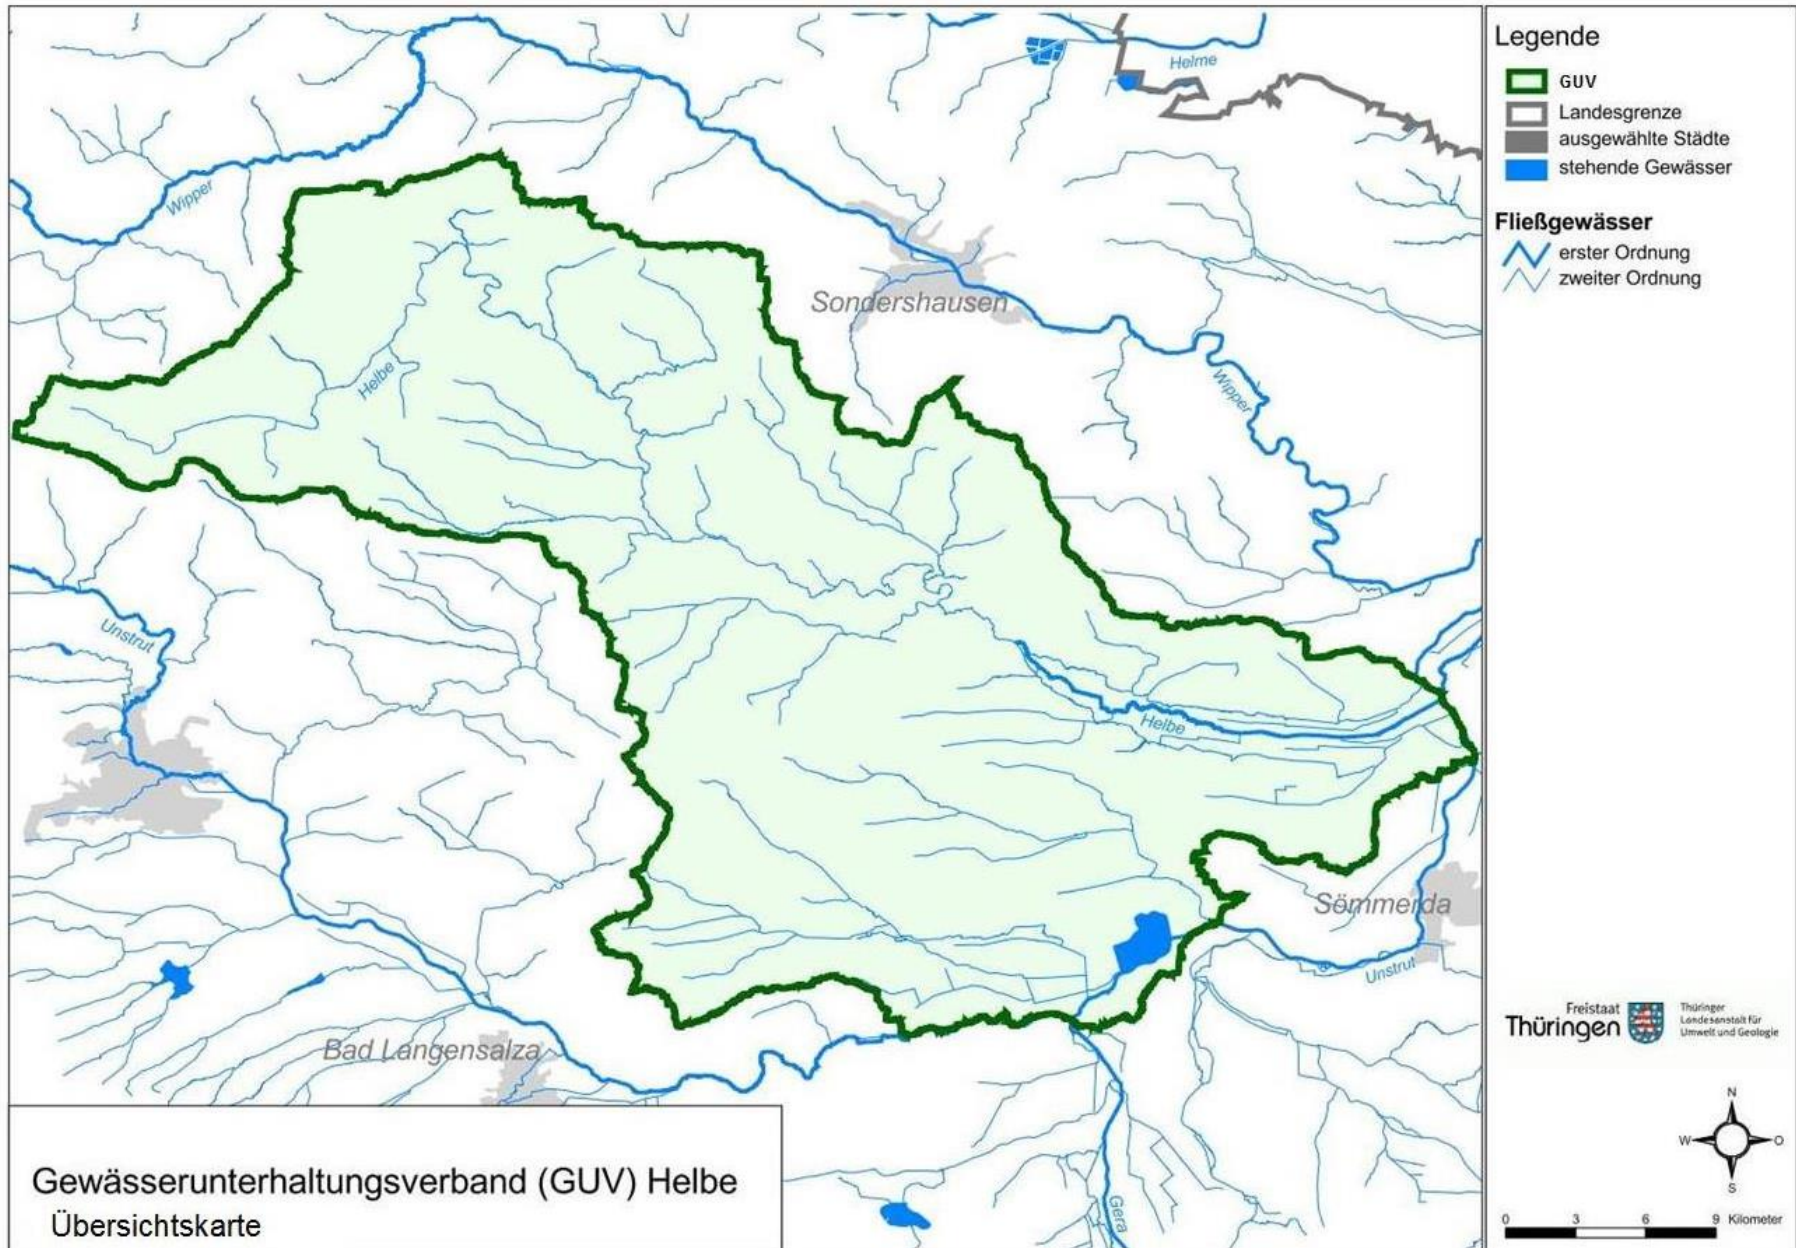 Helme
Wipper
Sondershausen
Helbe
Wipper
Unstrut
Helbe
Sömmerda
Unstrut
Bad Langensalza
Gera
Gewässerunterhaltungsverband (GUV) Helbe
Übersichtskarte
Legende
GUV
Landesgrenze
ausgewählte Städte
stehende Gewässer
Fließgewässer
erster Ordnung
zweiter Ordnung
Freistaat
Thüringen
Thüringer
Landesanstalt für
Umwelt und Geologie
N
W
O
S
0 3 6 9 Kilometer